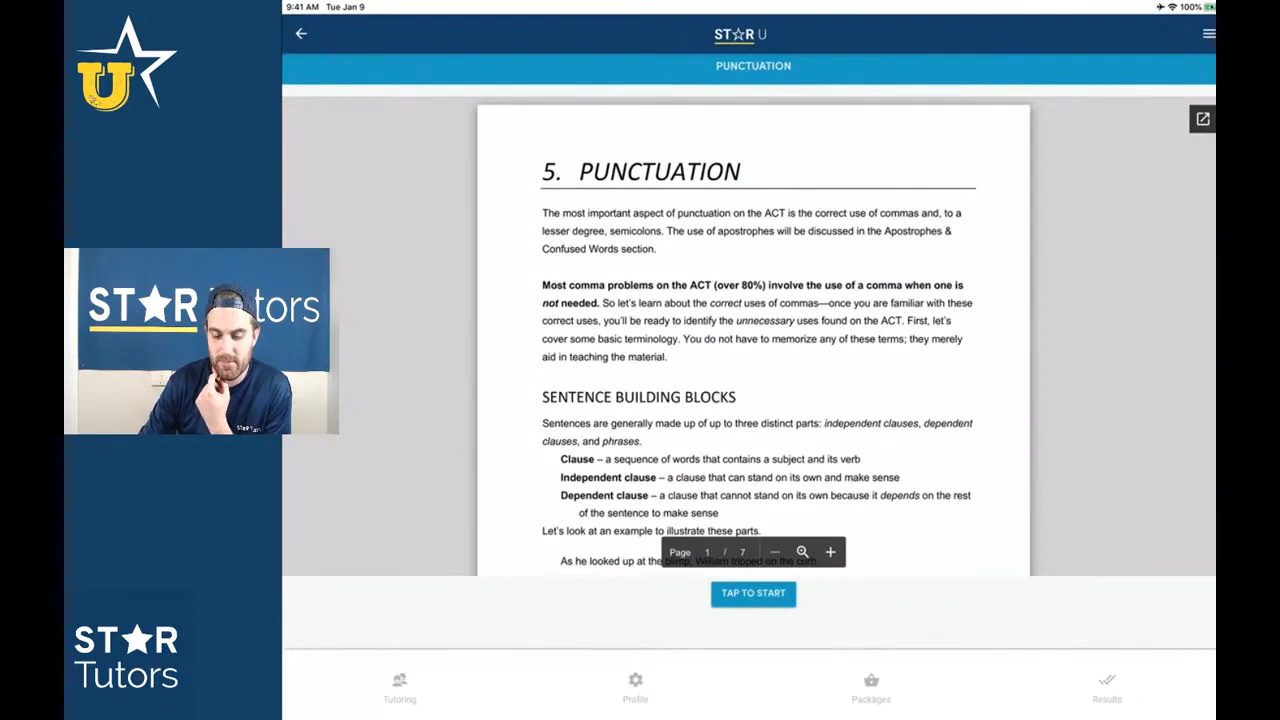 9:41 AM Tue Jan 9
100%
ST☆R U
PUNCTUATION
U
5. PUNCTUATION
The most important aspect of punctuation on the ACT is the correct use of commas and, to a
lesser degree, semicolons. The use of apostrophes will be discussed in the Apostrophes &
Confused Words section.
Most comma problems on the ACT (over 80%) involve the use of a comma when one is
not needed. So let's learn about the correct uses of commas—once you are familiar with these
correct uses, you'll be ready to identify the unnecessary uses found on the ACT. First, let's
cover some basic terminology. You do not have to memorize any of these terms; they merely
aid in teaching the material.
SENTENCE BUILDING BLOCKS
Sentences are generally made up of up to three distinct parts: independent clauses, dependent
clauses, and phrases.
Clause – a sequence of words that contains a subject and its verb
Independent clause – a clause that can stand on its own and make sense
Dependent clause – a clause that cannot stand on its own because it depends on the rest
of the sentence to make sense
Let's look at an example to illustrate these parts.
As he looked up at the blimp, William tripped on the curb.
Page 1 / 7
TAP TO START
ST★R tors
ST★R
Tutors
Tutoring
Profile
Packages
Results